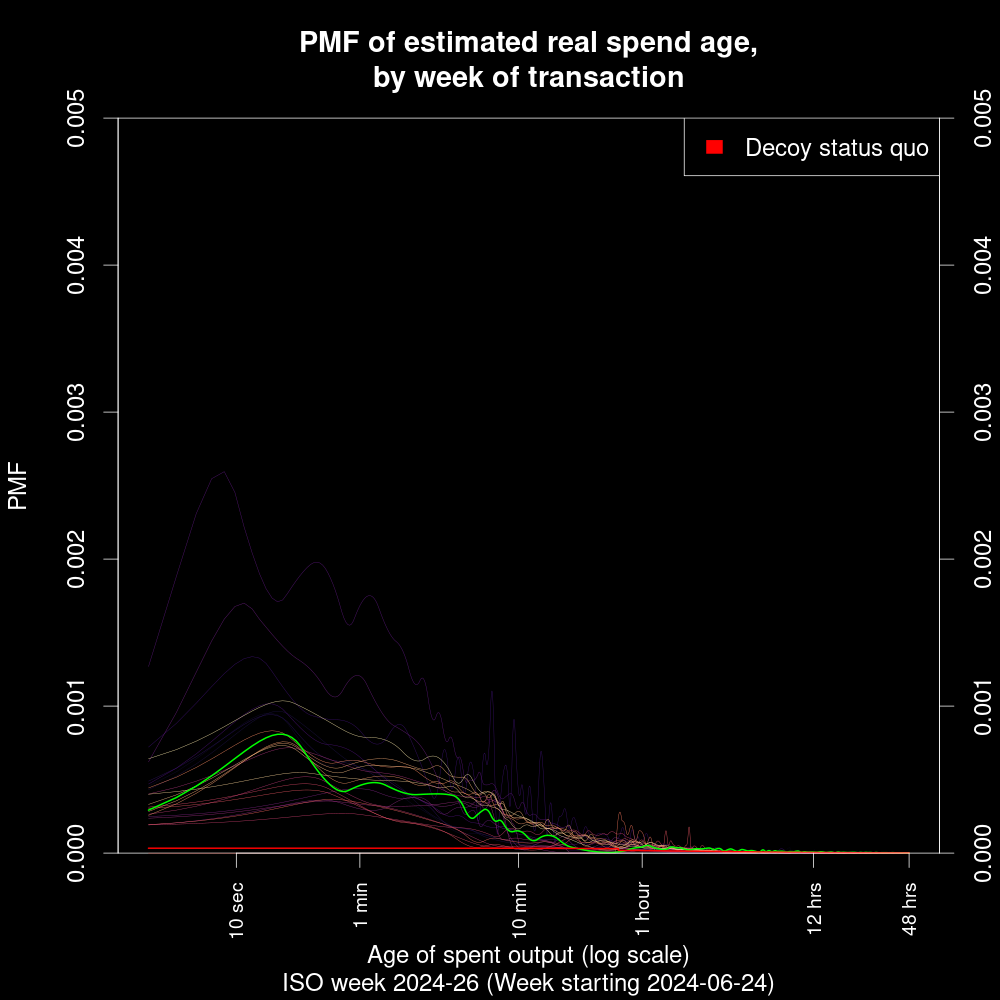 PMF of estimated real spend age,
by week of transaction
Decoy status quo
PMF
0.000
0.001
0.002
0.003
0.004
0.005
0.000
0.001
0.002
0.003
0.004
0.005
10 sec
1 min
10 min
1 hour
12 hrs
48 hrs
Age of spent output (log scale)
ISO week 2024-26 (Week starting 2024-06-24)